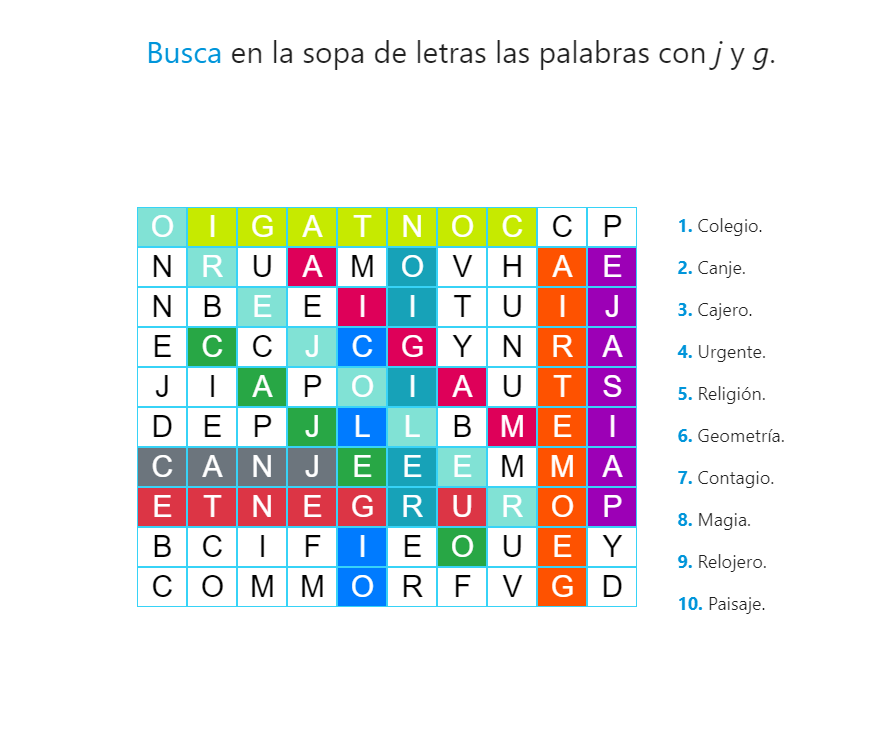 Busca en la sopa de letras las palabras con j y g.
O I G A T N O C C P
N R U A M O V H A E
N B E E I I T U I J
E C C J C G Y N R A
J I A P O I A U T S
D E P J L L B M E I
C A N J E E E M M A
E T N E G R U R O P
B C I F I E O U E Y
C O M M O R F V G D
1. Colegio.
2. Canje.
3. Cajero.
4. Urgente.
5. Religión.
6. Geometría.
7. Contagio.
8. Magia.
9. Relojero.
10. Paisaje.